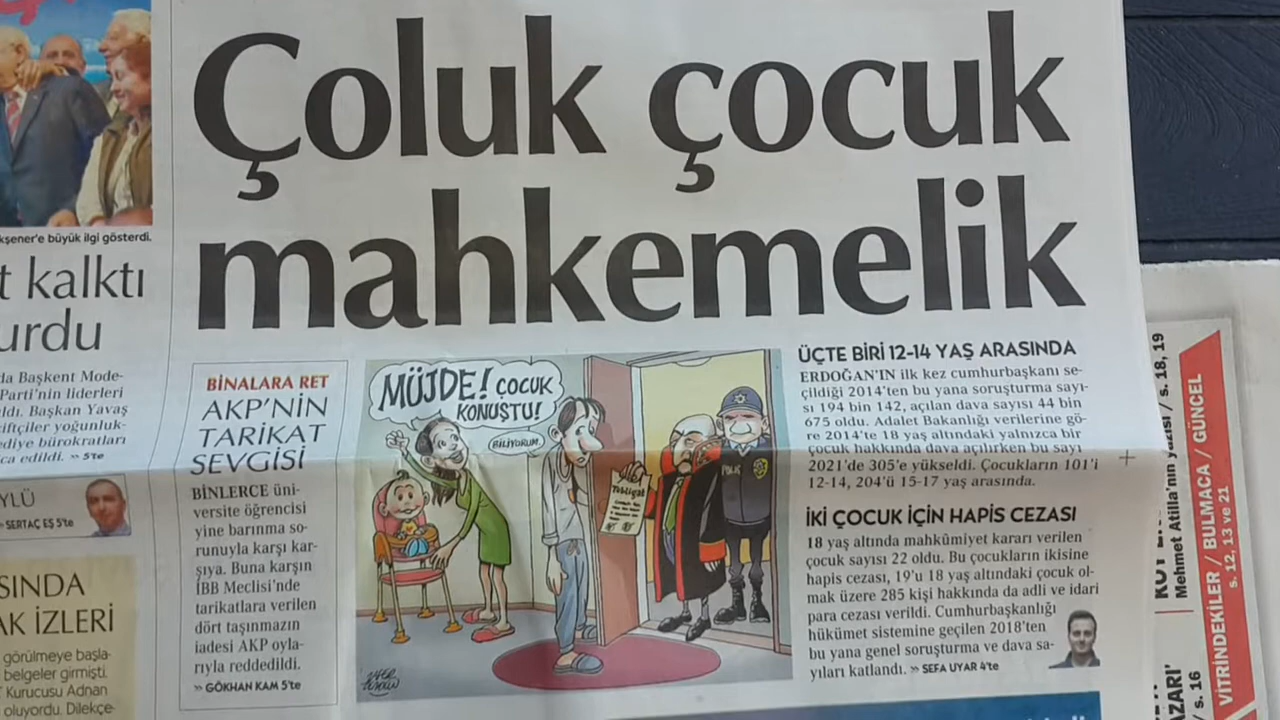 Çoluk çocuk
mahkemelik
kşener'e büyük ilgi gösterdi.
t kalktı
urdu
da Başkent Mode-
Parti'nin liderleri
ldı. Başkan Yavaş
iftçiler yoğunluk-
ediye bürokratları
ca edildi. » 5'te
YLÜ
» SERTAÇ EŞ 5'te
SINDA
AK İZLERİ
görülmeye başla-
belgeler girmişti.
Kurucusu Adnan
oluyordu. Dilekçe-
BİNALARA RET
AKP'NİN
TARİKAT
SEVGİSİ
BİNLERCE üni-
versite öğrencisi
yine barınma so-
runuyla karşı kar-
şıya. Buna karşın
İBB Meclisi'nde
tarikatlara verilen
dört taşınmazın
iadesi AKP oyla-
rıyla reddedildi.
» GÖKHAN KAM 5'te
MÜJDE! ÇOCUK
KONUŞTU!
BİLİYORUM.
Tebligat
POLİS
ÜÇTE BİRİ 12-14 YAŞ ARASINDA
ERDOĞAN'IN ilk kez cumhurbaşkanı se-
çildiği 2014'ten bu yana soruşturma sayı-
sı 194 bin 142, açılan dava sayısı 44 bin
675 oldu. Adalet Bakanlığı verilerine gö-
re 2014'te 18 yaş altındaki yalnızca bir
çocuk hakkında dava açılırken bu sayı
2021'de 305'e yükseldi. Çocukların 101'i
12-14, 204'ü 15-17 yaş arasında.
İKİ ÇOCUK İÇİN HAPİS CEZASI
18 yaş altında mahkûmiyet kararı verilen
çocuk sayısı 22 oldu. Bu çocukların ikisine
hapis cezası, 19'u 18 yaş altındaki çocuk ol-
mak üzere 285 kişi hakkında da adli ve idari
para cezası verildi. Cumhurbaşkanlığı
hükümet sistemine geçilen 2018'ten
bu yana genel soruşturma ve dava sa-
yıları katlandı. » SEFA UYAR 4'te
Mehmet Atilla'nın yazısı / s. 18, 19
AZARI'
/ s. 16
VİTRİNDEKİLER / BULMACA / GÜNCEL
s. 12, 13 ve 21